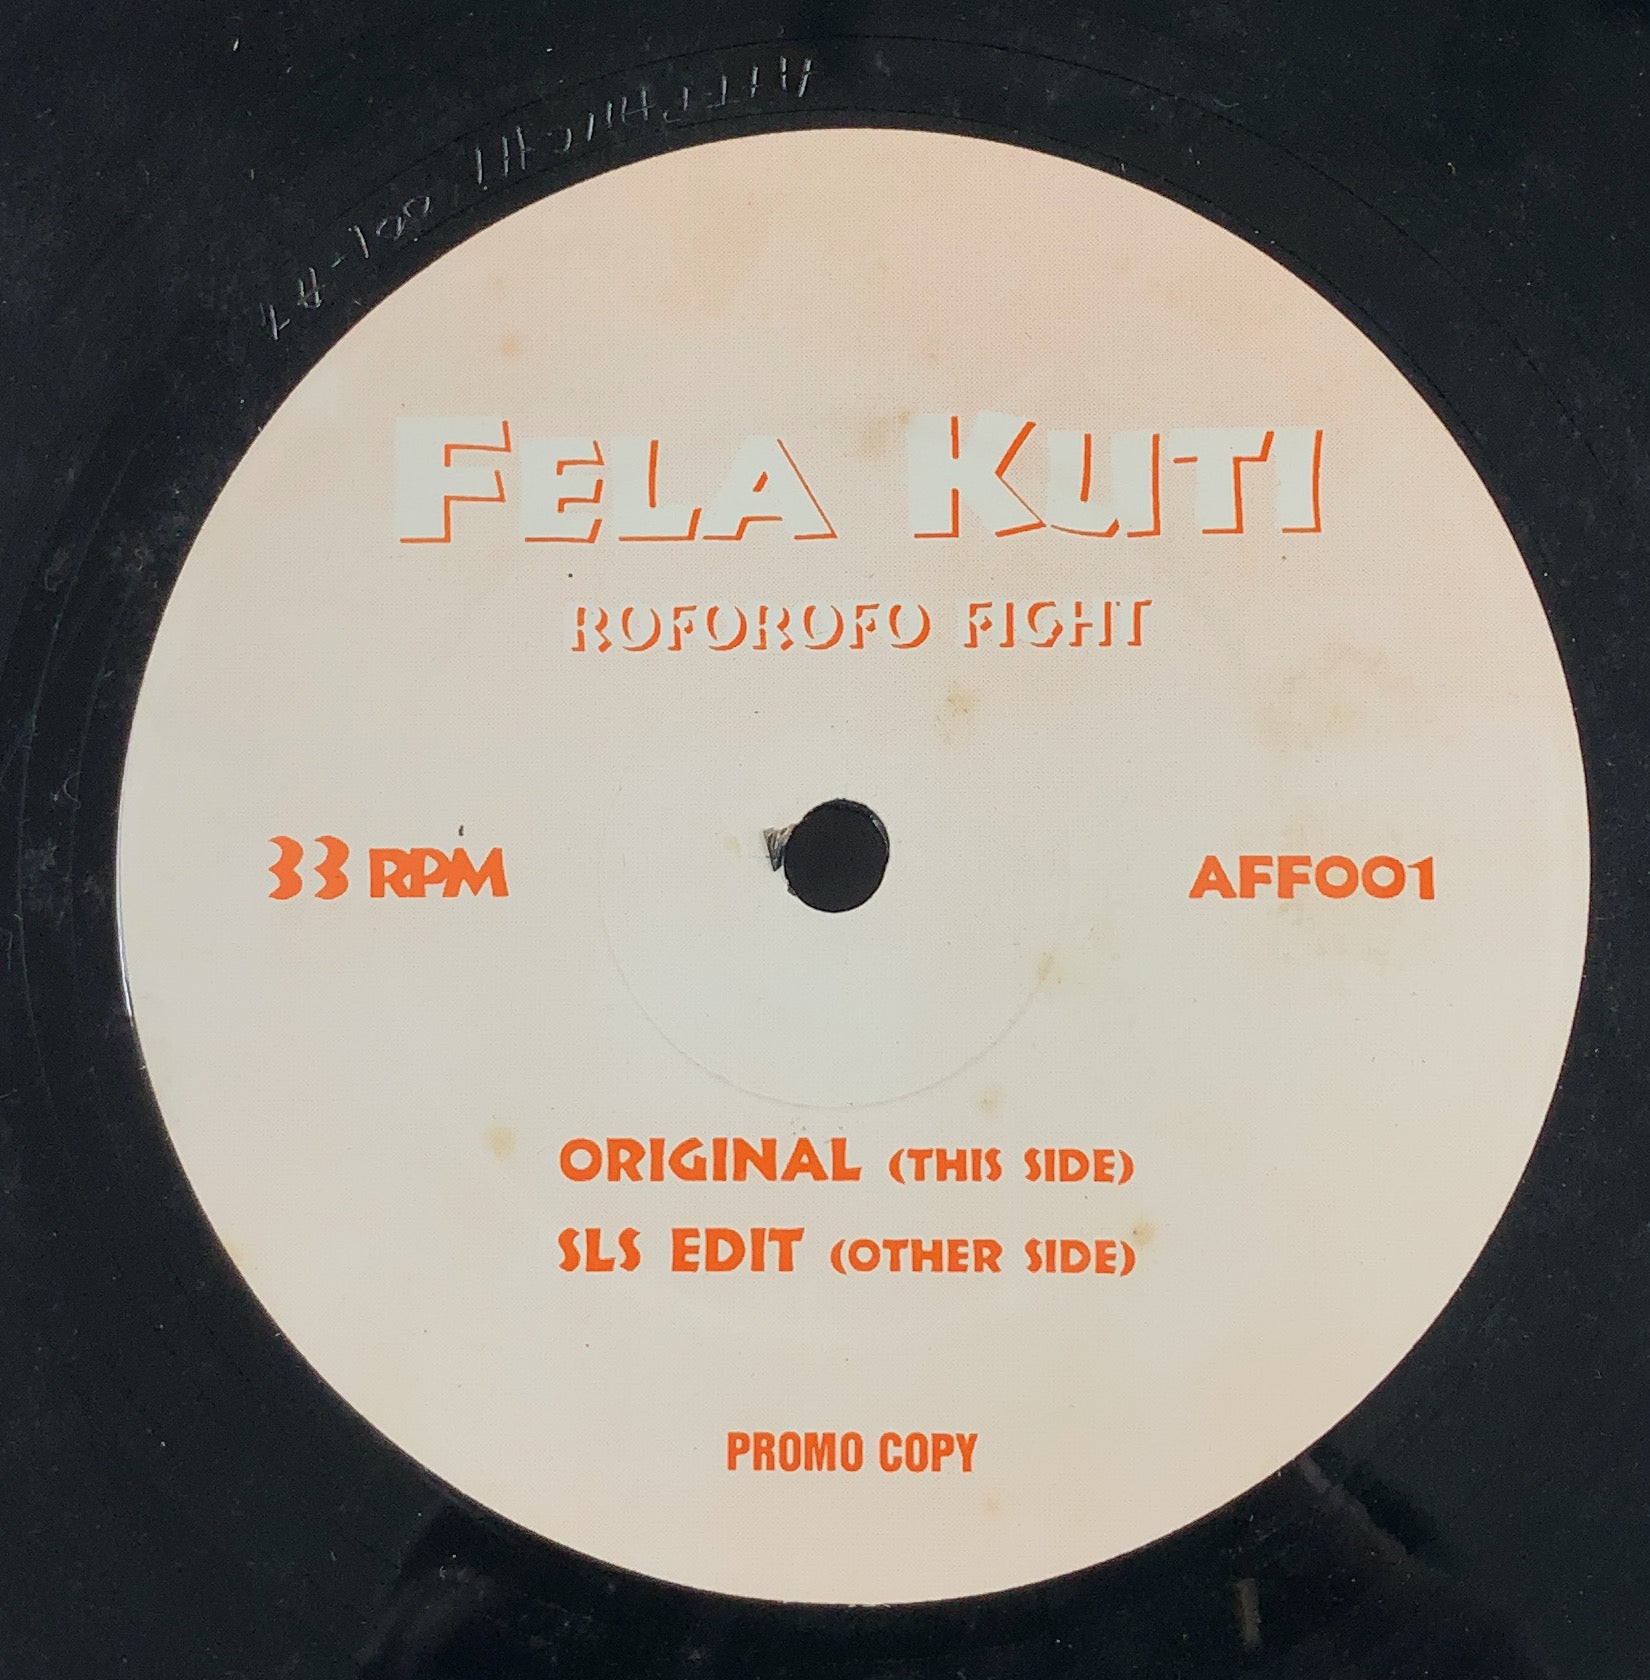 FELA KUTI
ROFOROFO FIGHT
33 RPM
AFF001
ORIGINAL (THIS SIDE)
SLS EDIT (OTHER SIDE)
PROMO COPY